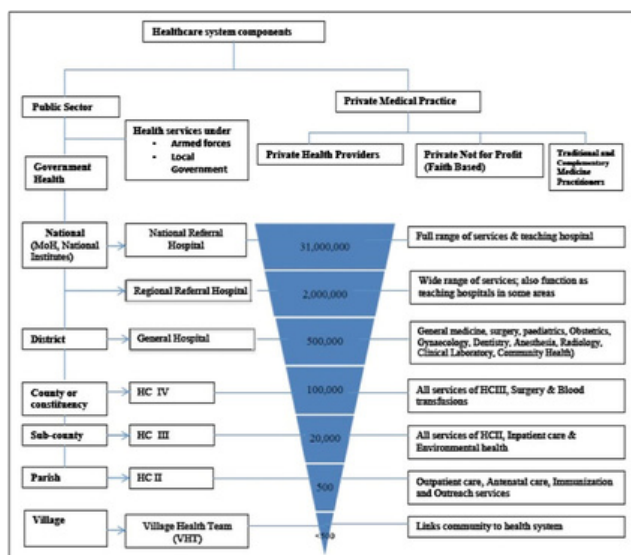 Healthcare system components
Public Sector
Private Medical Practice
Health services under
- Armed forces
- Local
Government
Government
Health
Private Health Providers
Private Not for Profit
(Faith Based)
Traditional and
Complementary
Medicine
Practitioners
National
(MoH, National
Institutes)
National Referral
Hospital
31,000,000
Full range of services & teaching hospital
Regional Referral Hospital
2,000,000
Wide range of services; also function as
teaching hospitals in some areas
District
General Hospital
500,000
General medicine, surgery, paediatrics, Obstetrics,
Gynaecology, Dentistry, Anesthesia, Radiology,
Clinical Laboratory, Community Health)
County or
constituency
HC IV
100,000
All services of HCIII, Surgery & Blood
transfusions
Sub-county
HC III
20,000
All services of HCII, Inpatient care &
Environmental health
Parish
HC II
500
Outpatient care, Antenatal care, Immunization
and Outreach services
Village
Village Health Team
(VHT)
Links community to health system